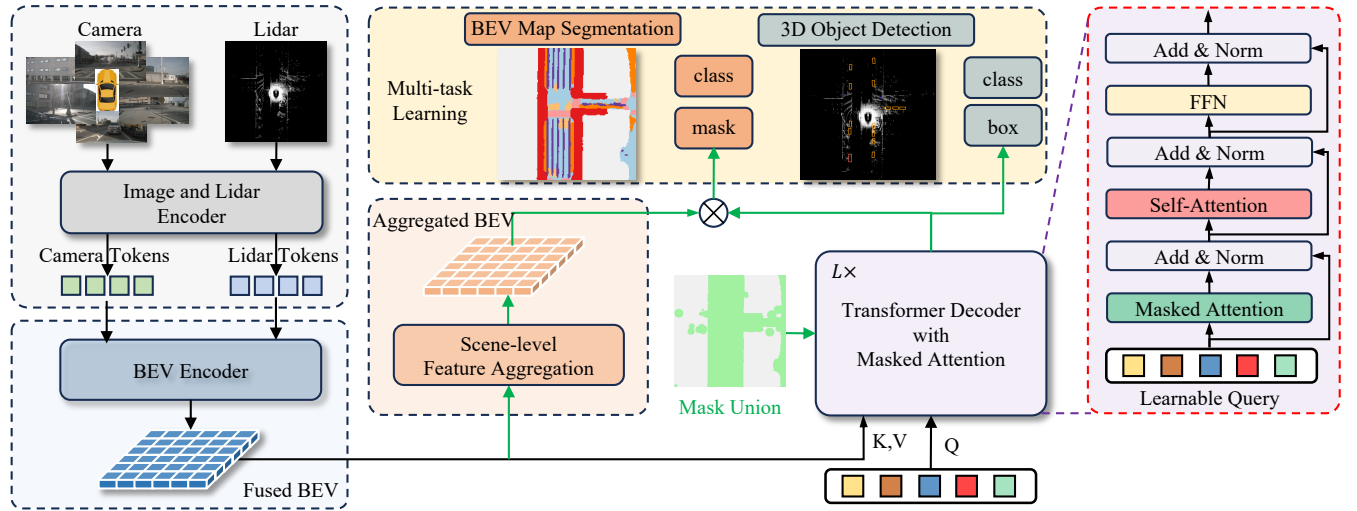 Camera
Lidar
Image and Lidar
Encoder
Camera Tokens
Lidar Tokens
BEV Encoder
Fused BEV
BEV Map Segmentation
3D Object Detection
Multi-task
Learning
class
mask
class
box
Aggregated BEV
Scene-level
Feature Aggregation
Mask Union
L×
Transformer Decoder
with
Masked Attention
K,V
Q
Add & Norm
FFN
Add & Norm
Self-Attention
Add & Norm
Masked Attention
Learnable Query